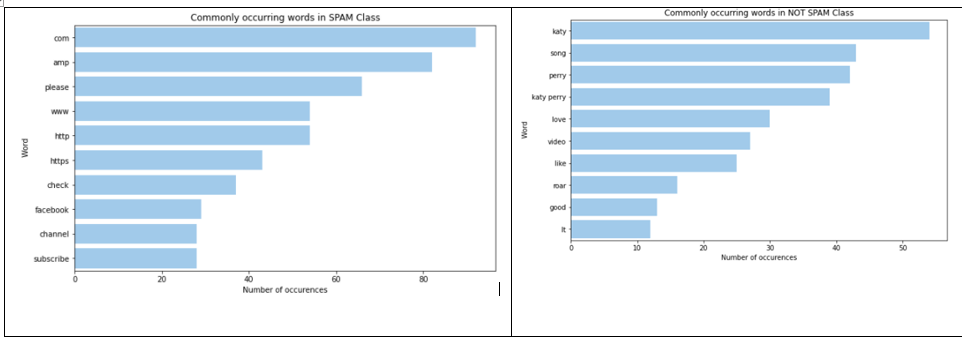 Commonly occurring words in SPAM Class
com
amp
please
www
http
https
check
facebook
channel
subscribe
Word
0 20 40 60 80
Number of occurences
Commonly occurring words in NOT SPAM Class
katy
song
perry
katy perry
love
video
like
roar
good
Word
0 10 20 30 40 50
Number of occurences